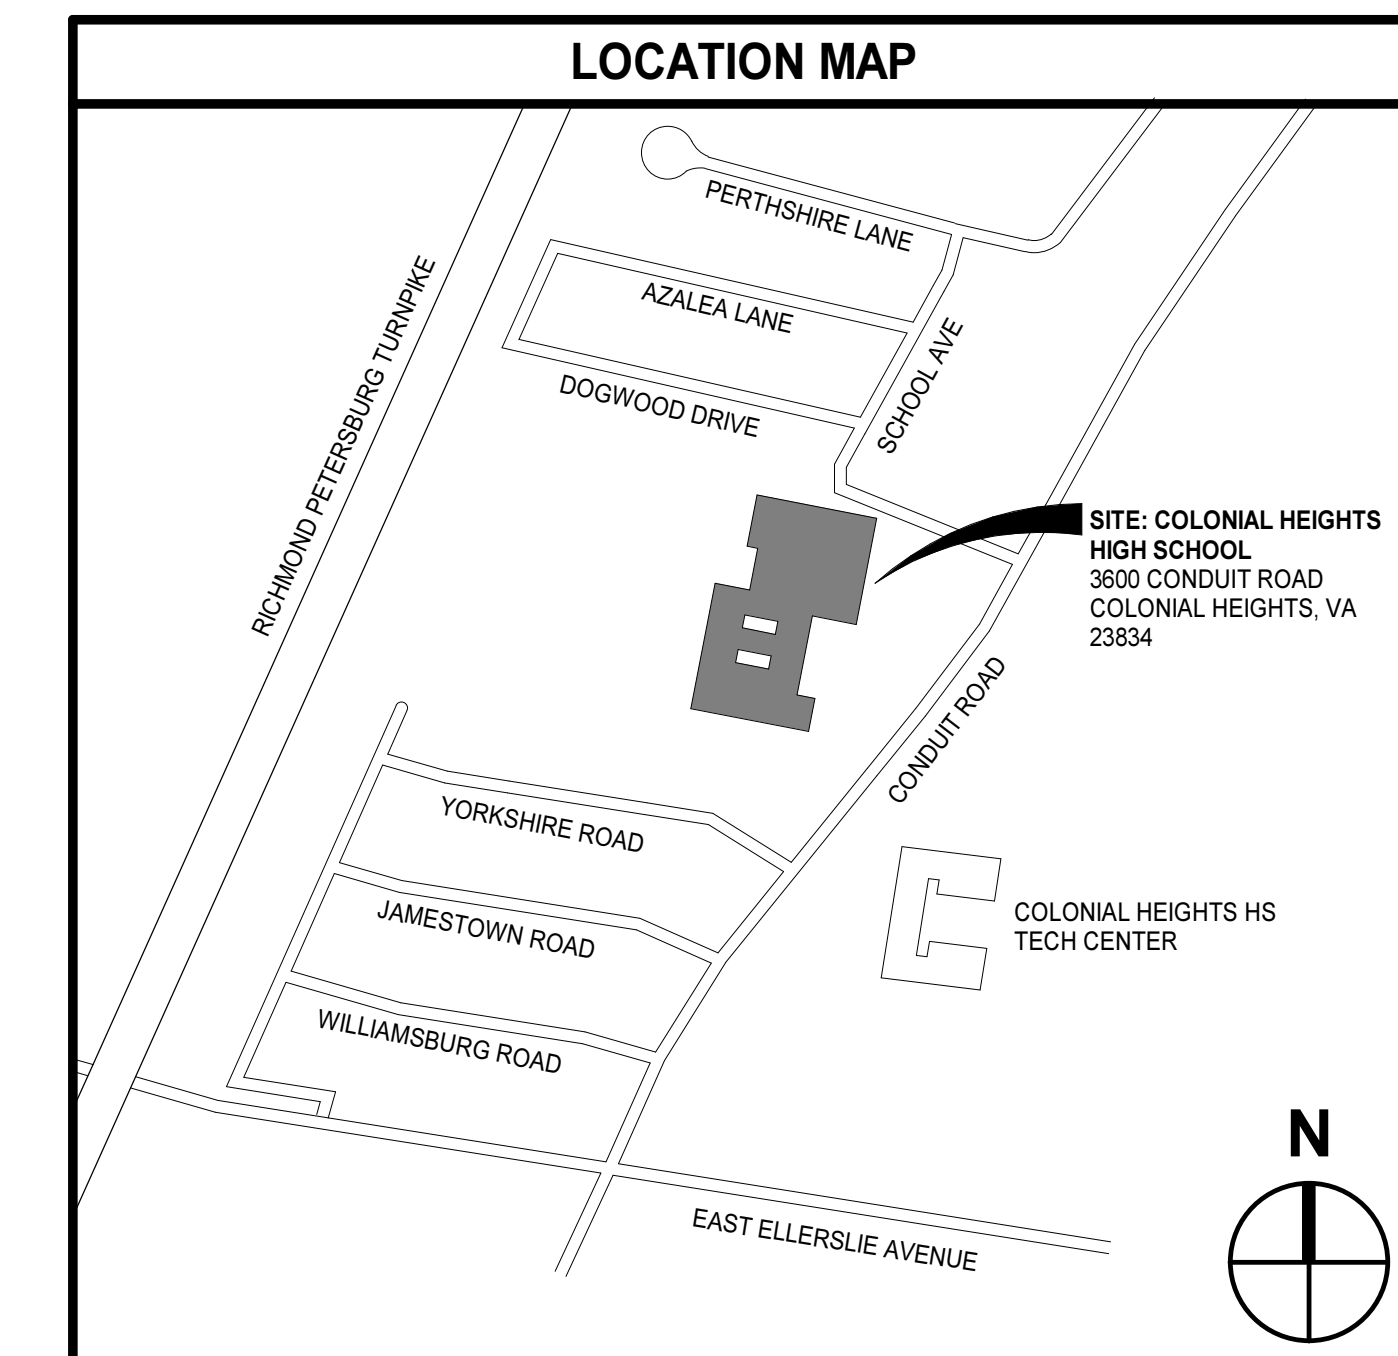 LOCATION MAP
PERTHSHIRE LANE
AZALEA LANE
RICHMOND PETERSBURG TURNPIKE
SCHOOL AVE
DOGWOOD DRIVE
SITE: COLONIAL HEIGHTS
HIGH SCHOOL
3600 CONDUIT ROAD
COLONIAL HEIGHTS, VA
23834
CONDUIT ROAD
YORKSHIRE ROAD
JAMESTOWN ROAD
COLONIAL HEIGHTS HS
TECH CENTER
WILLIAMSBURG ROAD
N
EAST ELLERSLIE AVENUE